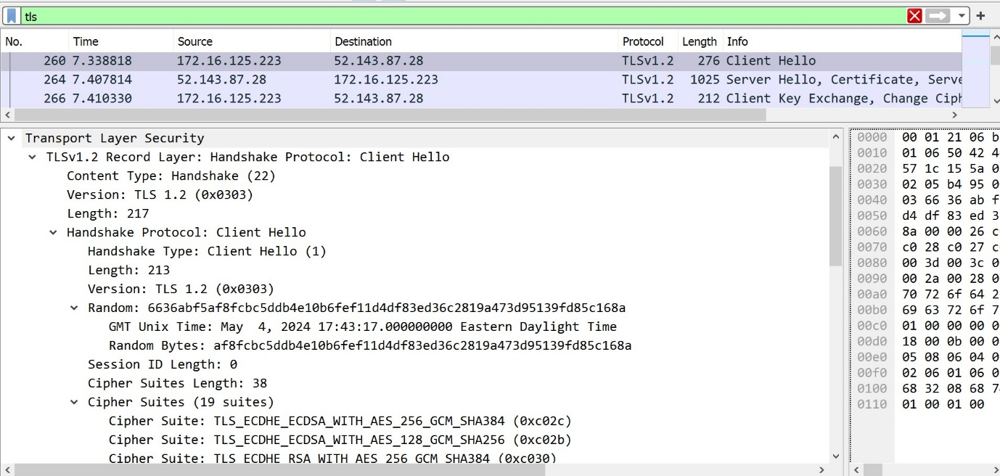 tls
No. Time Source Destination Protocol Length Info
260 7.338818 172.16.125.223 52.143.87.28 TLSv1.2 276 Client Hello
264 7.407814 52.143.87.28 172.16.125.223 TLSv1.2 1025 Server Hello, Certificate, Serve
266 7.410330 172.16.125.223 52.143.87.28 TLSv1.2 212 Client Key Exchange, Change Ciph
Transport Layer Security
TLSv1.2 Record Layer: Handshake Protocol: Client Hello
Content Type: Handshake (22)
Version: TLS 1.2 (0x0303)
Length: 217
Handshake Protocol: Client Hello
Handshake Type: Client Hello (1)
Length: 213
Version: TLS 1.2 (0x0303)
Random: 6636abf5af8fcbc5ddb4e10b6fef11d4df83ed36c2819a473d95139fd85c168a
GMT Unix Time: May  4, 2024 17:43:17.000000000 Eastern Daylight Time
Random Bytes: af8fcbc5ddb4e10b6fef11d4df83ed36c2819a473d95139fd85c168a
Session ID Length: 0
Cipher Suites Length: 38
Cipher Suites (19 suites)
Cipher Suite: TLS_ECDHE_ECDSA_WITH_AES_256_GCM_SHA384 (0xc02c)
Cipher Suite: TLS_ECDHE_ECDSA_WITH_AES_128_GCM_SHA256 (0xc02b)
Cipher Suite: TLS_ECDHE_RSA_WITH_AES_256_GCM_SHA384 (0xc030)
0000 00 01 21 06 b
0010 01 06 50 42 4
0020 57 1c 15 5a 0
0030 02 05 b4 95 0
0040 03 66 36 ab f
0050 d4 df 83 ed 3
0060 8a 00 00 26 c
0070 c0 28 c0 27 c
0080 00 3d 00 3c 0
0090 00 2a 00 28 0
00a0 70 72 6f 64 2
00b0 69 63 72 6f 7
00c0 01 00 00 00 0
00d0 18 00 0b 00 0
00e0 05 08 06 04 0
00f0 02 06 01 06 0
0100 68 32 08 68 7
0110 01 00 01 00